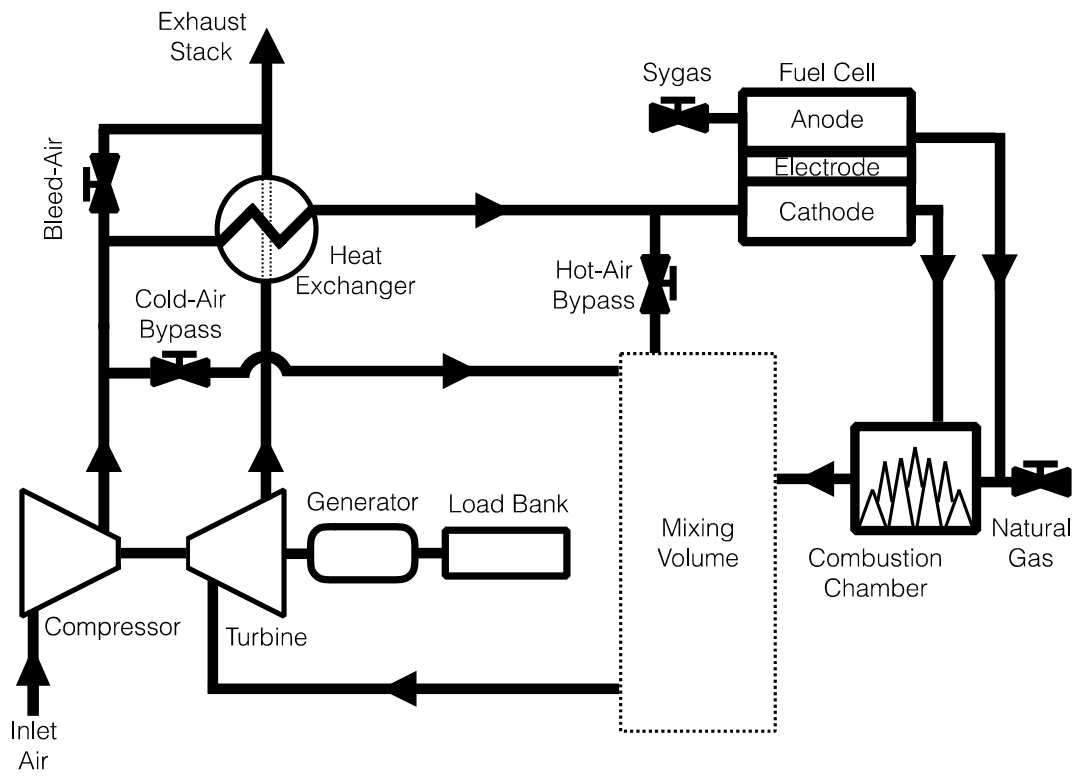 Exhaust
Stack
Sygas
Fuel Cell
Anode
Electrode
Cathode
Bleed-Air
Heat
Exchanger
Hot-Air
Bypass
Cold-Air
Bypass
Generator
Load Bank
Mixing
Volume
Natural
Gas
Combustion
Chamber
Compressor
Turbine
Inlet
Air